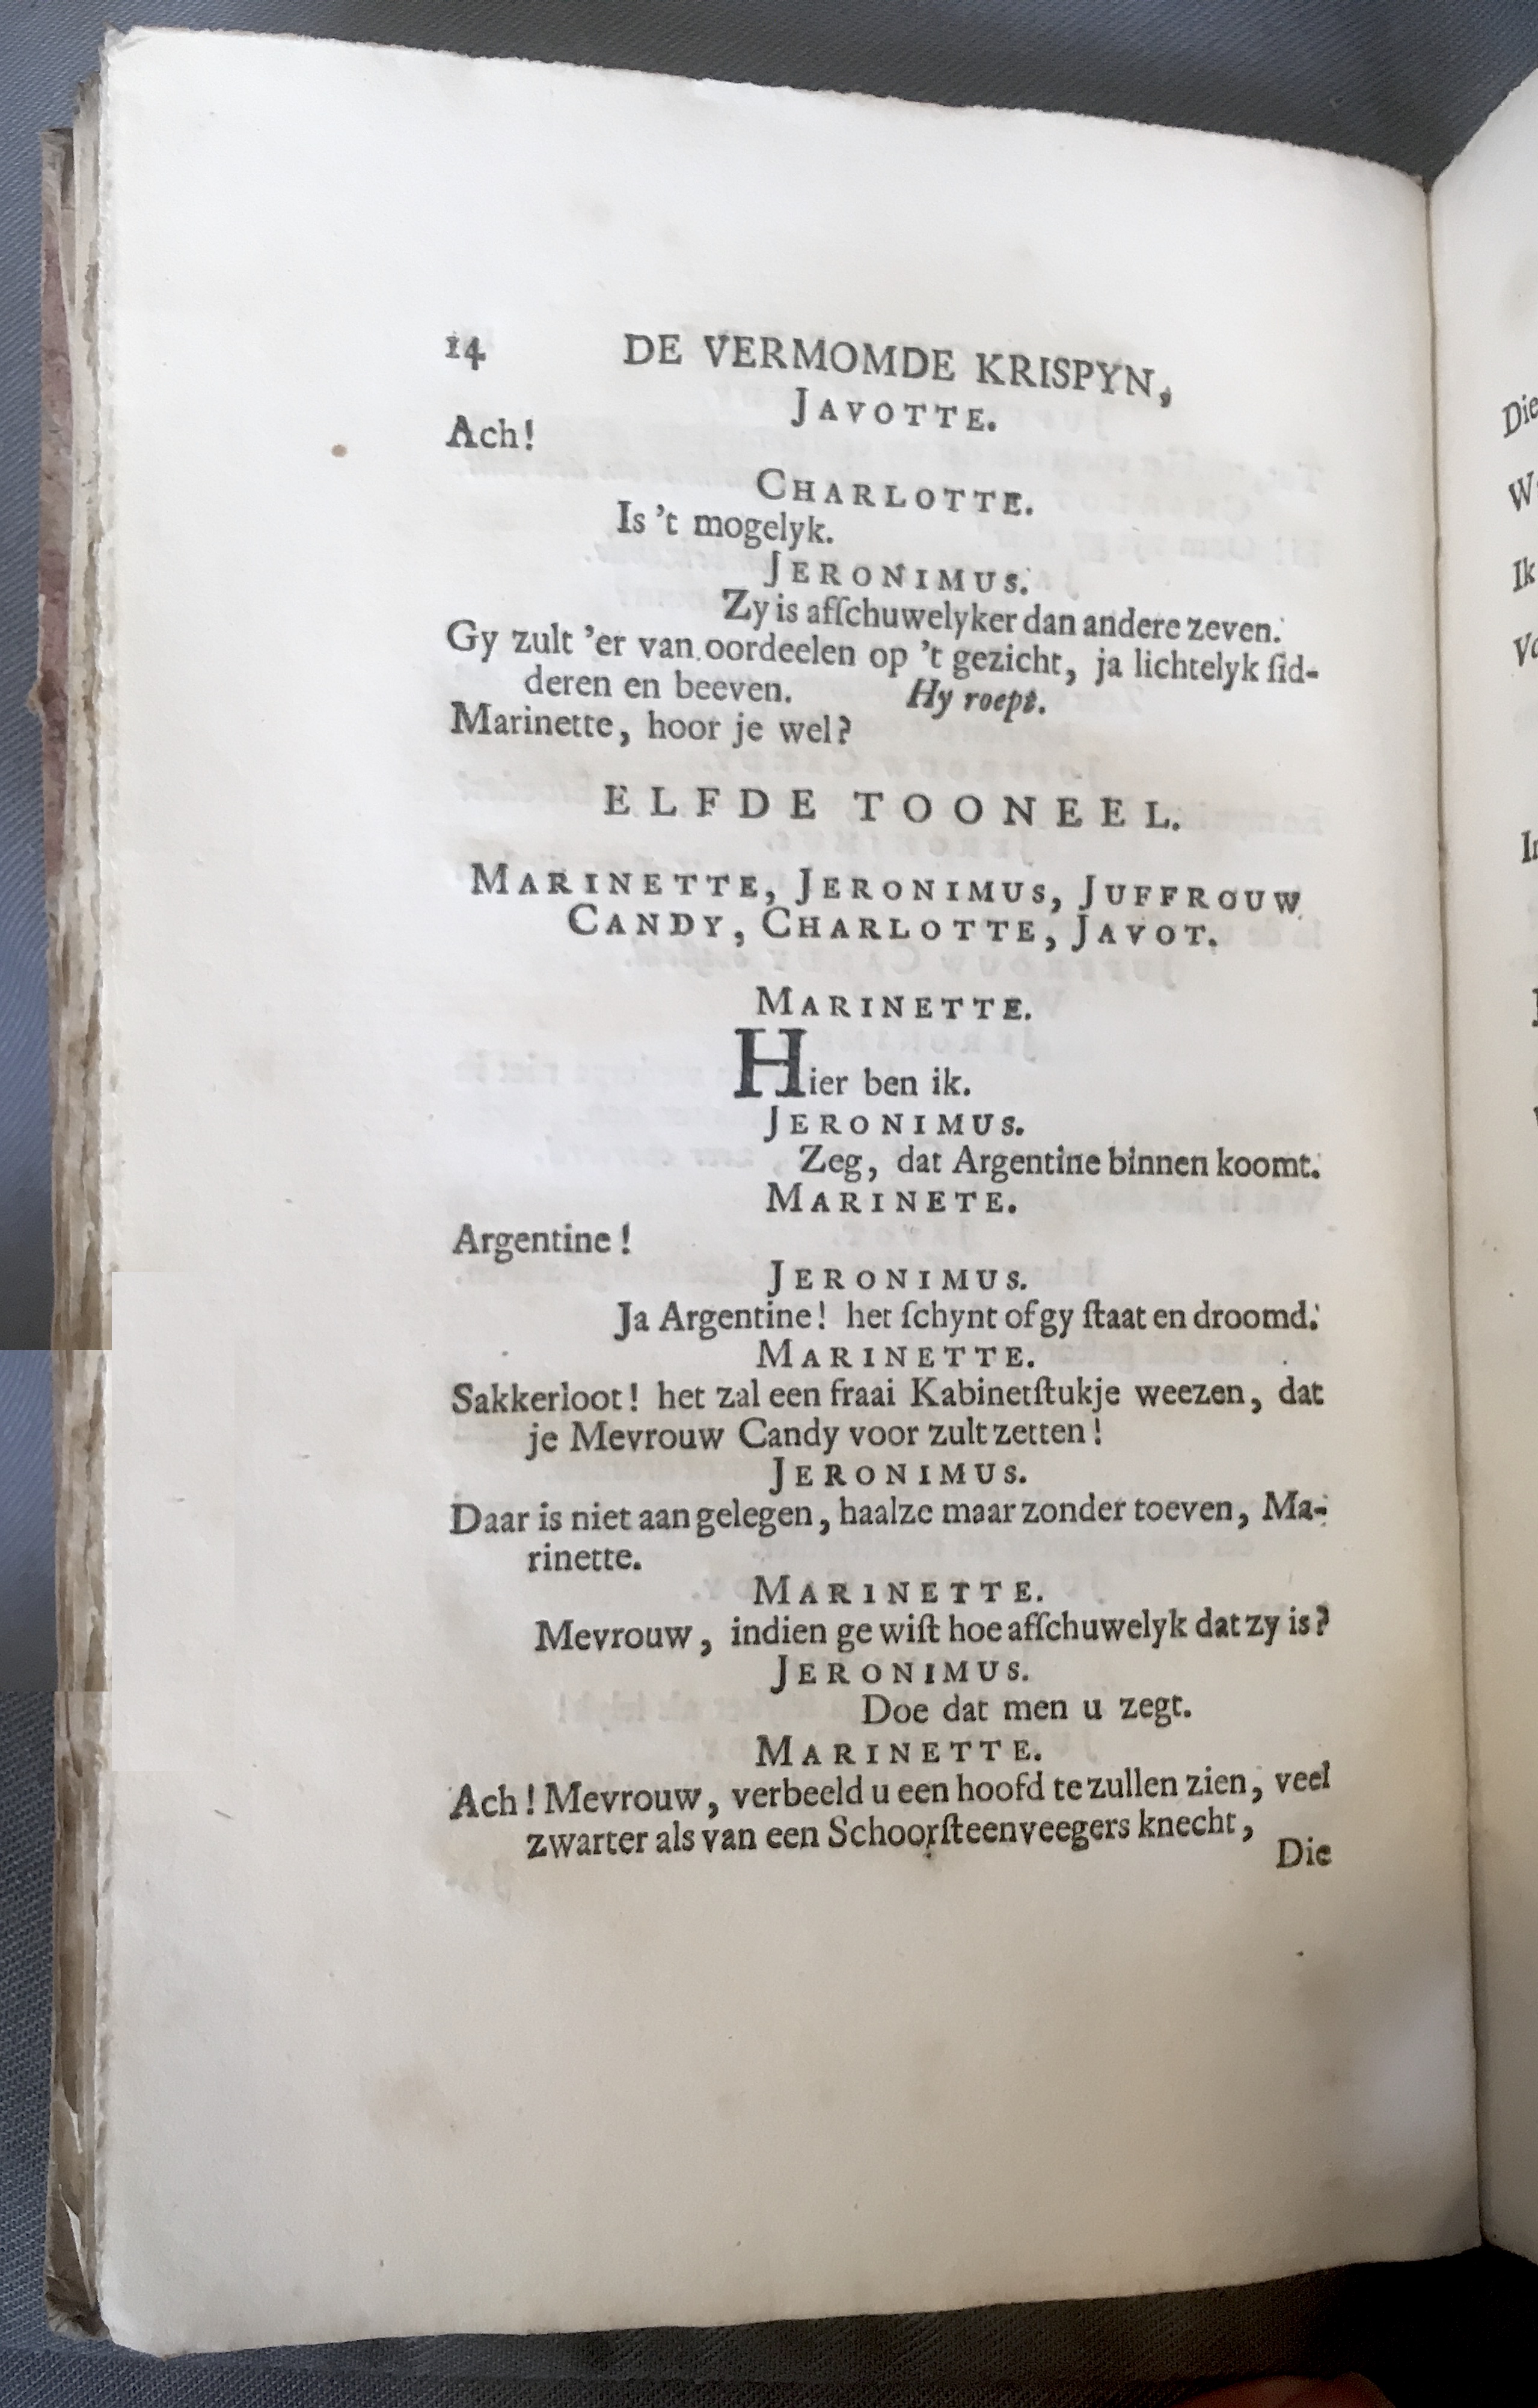 14 DE VERMOMDE KRISPYN,
JAVOTTE.
Ach!
CHARLOTTE.
Is 't mogelyk.
JERONIMUS.
Zy is afſchuwelyker dan andere zeven.
Gy zult 'er van oordeelen op 't gezicht, ja lichtelyk ſid-
deren en beeven. Hy roept.
Marinette, hoor je wel?
ELFDE TOONEEL.
MARINETTE, JERONIMUS, JUFFROUW
CANDY, CHARLOTTE, JAVOT.
MARINETTE.
Hier ben ik.
JERONIMUS.
Zeg, dat Argentine binnen koomt.
MARINETE.
Argentine!
JERONIMUS.
Ja Argentine! het ſchynt of gy ſtaat en droomd.
MARINETTE.
Sakkerloot! het zal een fraai Kabinetſtukje weezen, dat
je Mevrouw Candy voor zult zetten!
JERONIMUS.
Daar is niet aan gelegen, haalze maar zonder toeven, Ma-
rinette.
MARINETTE.
Mevrouw, indien ge wiſt hoe afſchuwelyk dat zy is?
JERONIMUS.
Doe dat men u zegt.
MARINETTE.
Ach! Mevrouw, verbeeld u een hoofd te zullen zien, veel
zwarter als van een Schoorſteenveegers knecht,
Die
Die
Ik